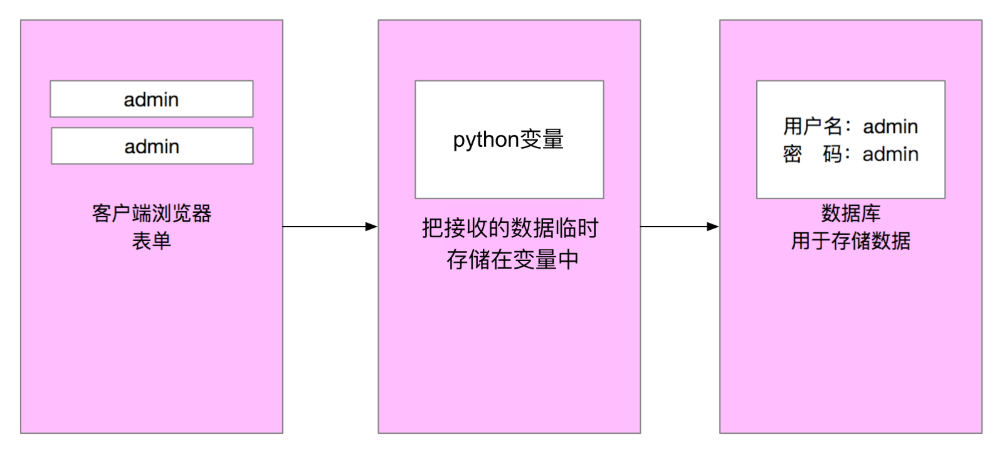 admin
admin
客户端浏览器
表单
python变量
把接收的数据临时
存储在变量中
用户名：admin
密　码：admin
数据库
用于存储数据